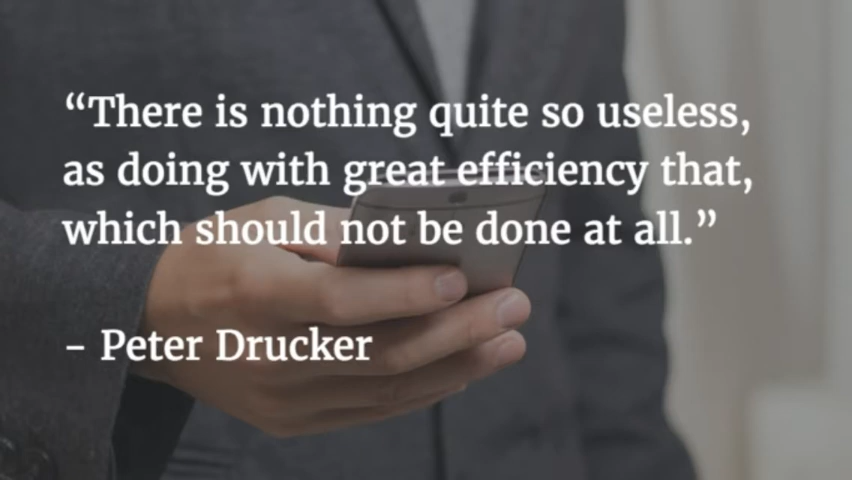 “There is nothing quite so useless,
as doing with great efficiency that,
which should not be done at all.”
– Peter Drucker